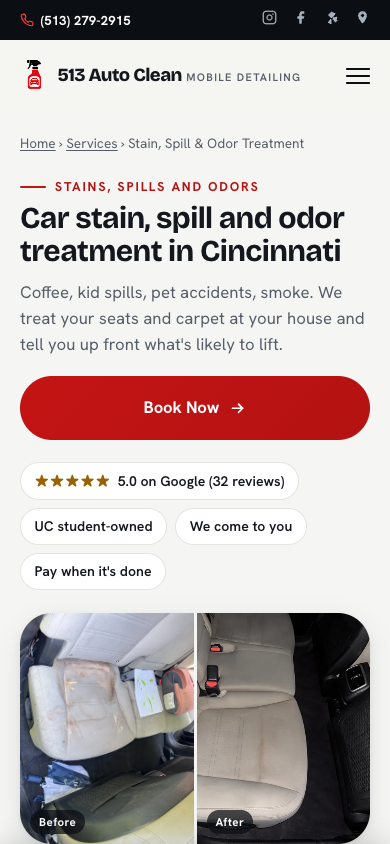 (513) 279-2915
513 Auto Clean MOBILE DETAILING
Home › Services › Stain, Spill & Odor Treatment
STAINS, SPILLS AND ODORS
Car stain, spill and odor
treatment in Cincinnati
Coffee, kid spills, pet accidents, smoke. We
treat your seats and carpet at your house and
tell you up front what's likely to lift.
Book Now →
★★★★★ 5.0 on Google (32 reviews)
UC student-owned
We come to you
Pay when it's done
Before
After